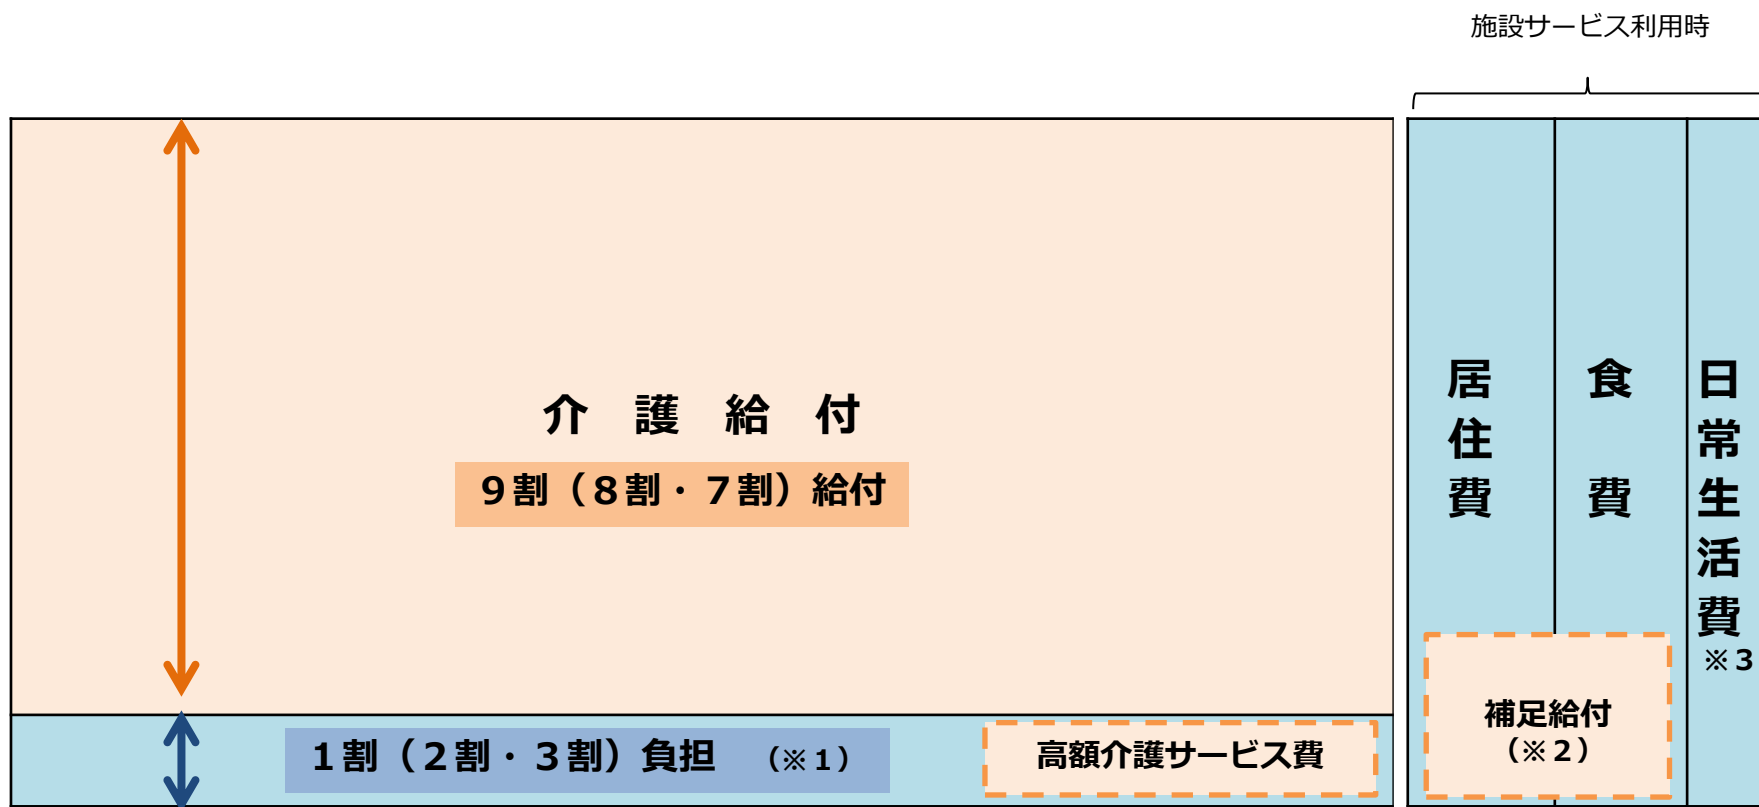 施設サービス利用時
介護給付
9割（8割・7割）給付
1割（2割・3割）負担　（※1）
高額介護サービス費
居住費
食費
日常生活費
※3
補足給付
（※2）